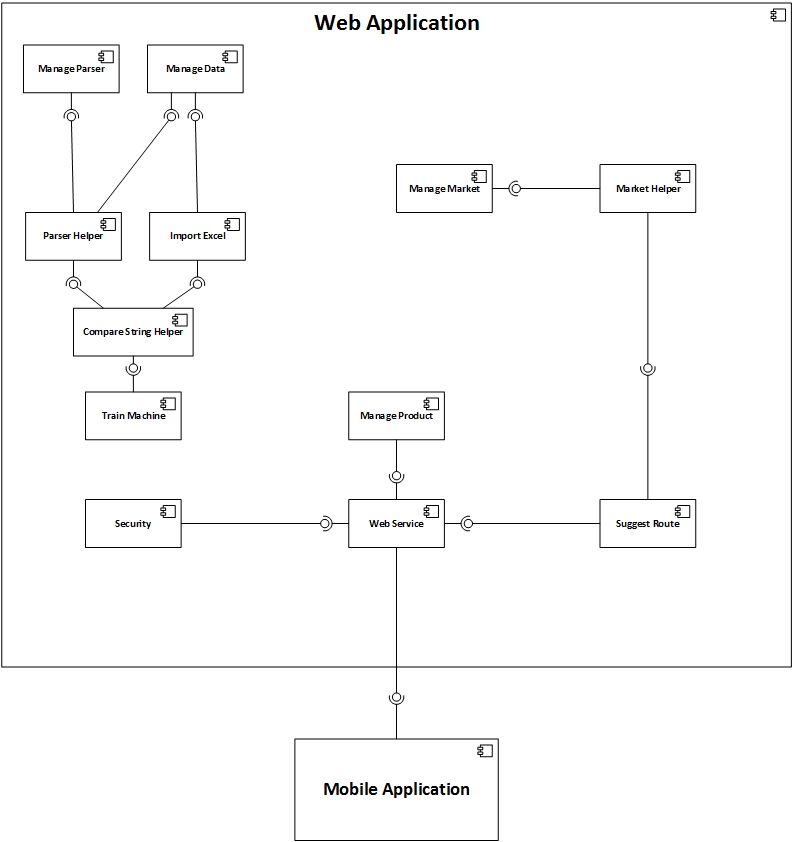 Web Application
Manage Parser
Manage Data
Manage Market
Market Helper
Parser Helper
Import Excel
Compare String Helper
Train Machine
Manage Product
Security
Web Service
Suggest Route
Mobile Application